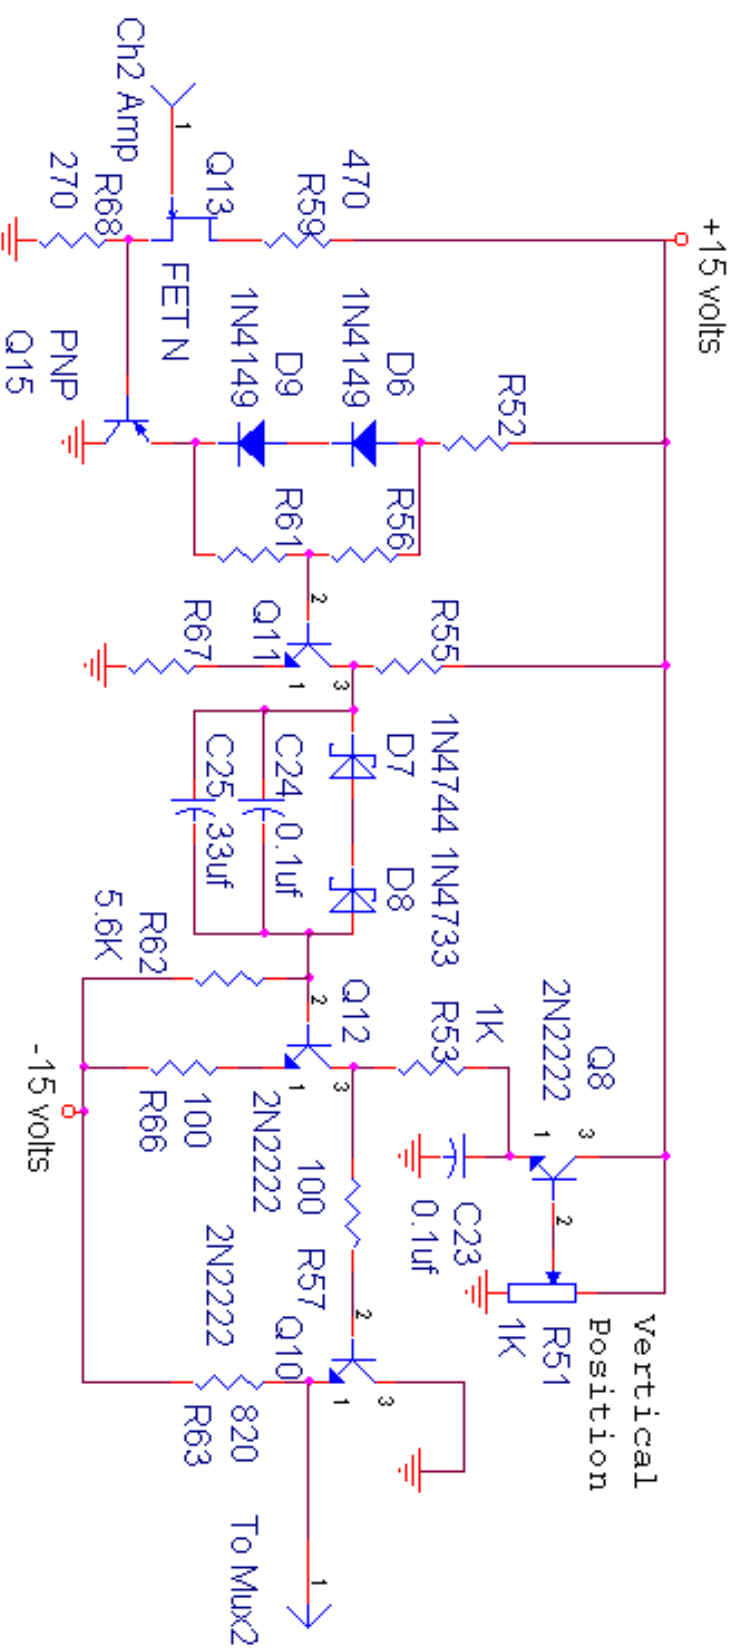 +15 volts
Vertical
Position
470
R59
R52
D6
1N4149
D9
1N4149
R56
R61
R55
Q13
FET N
Ch2 Amp
1
R68
270
PNP
Q15
2
Q11
3
1
R67
1N4744
1N4733
D7
D8
C24
0.1uf
C25
33uf
R62
5.6K
Q12
2
3
1
2N2222
1K
R53
R66
100
-15 volts
Q8
2N2222
3
1
2
C23
0.1uf
R51
1K
100
R57
2
Q10
2N2222
1
3
820
R63
1
To Mux2